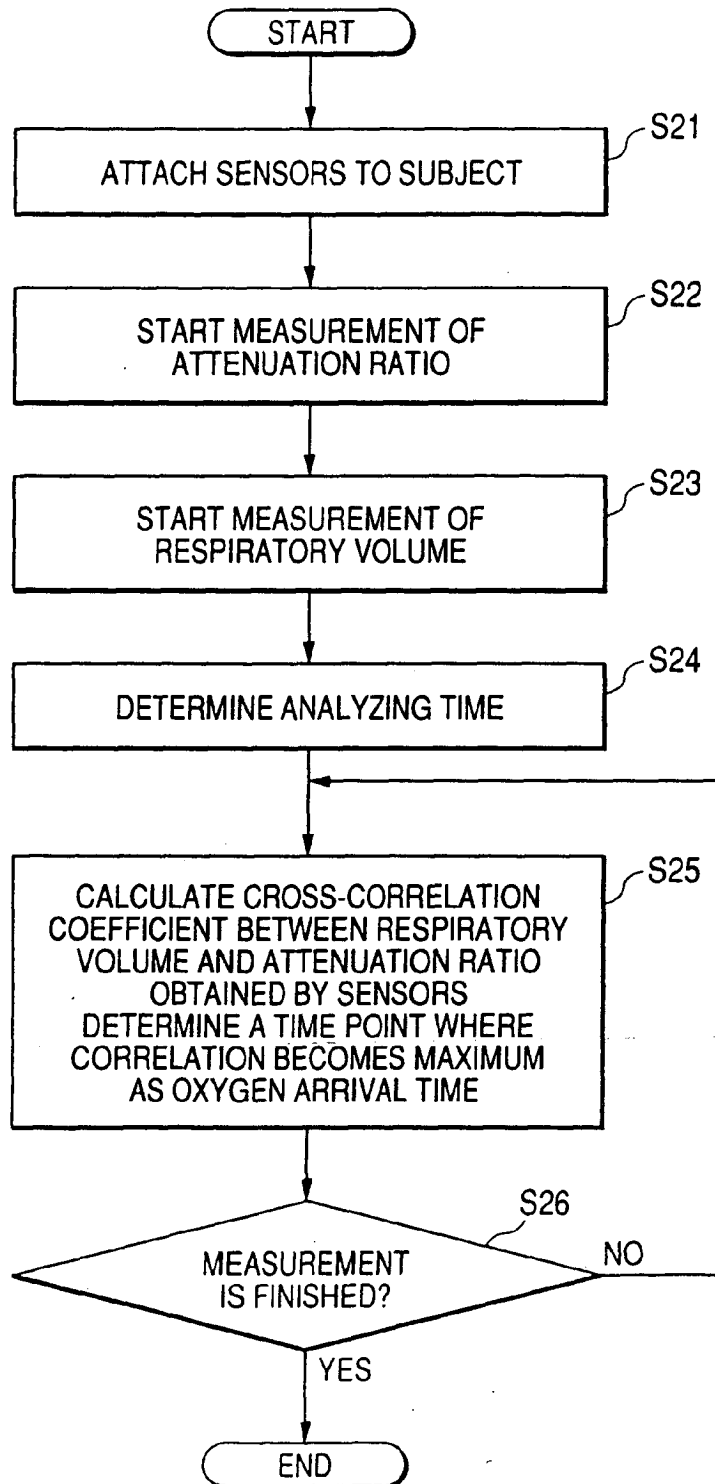 START
S21
ATTACH SENSORS TO SUBJECT
S22
START MEASUREMENT OF
ATTENUATION RATIO
S23
START MEASUREMENT OF
RESPIRATORY VOLUME
S24
DETERMINE ANALYZING TIME
S25
CALCULATE CROSS-CORRELATION
COEFFICIENT BETWEEN RESPIRATORY
VOLUME AND ATTENUATION RATIO
OBTAINED BY SENSORS
DETERMINE A TIME POINT WHERE
CORRELATION BECOMES MAXIMUM
AS OXYGEN ARRIVAL TIME
S26
MEASUREMENT
IS FINISHED?
NO
YES
END